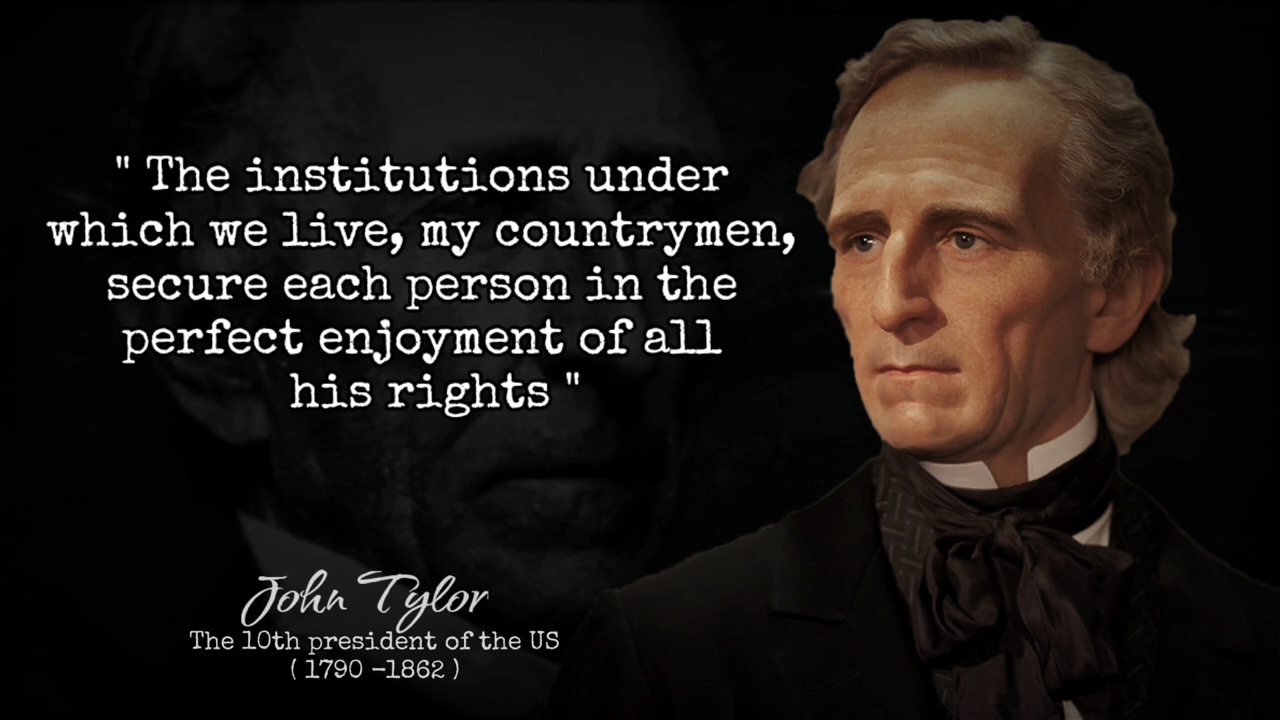 " The institutions under
which we live, my countrymen,
secure each person in the
perfect enjoyment of all
his rights "
John Tylor
The 10th president of the US
( 1790 -1862 )